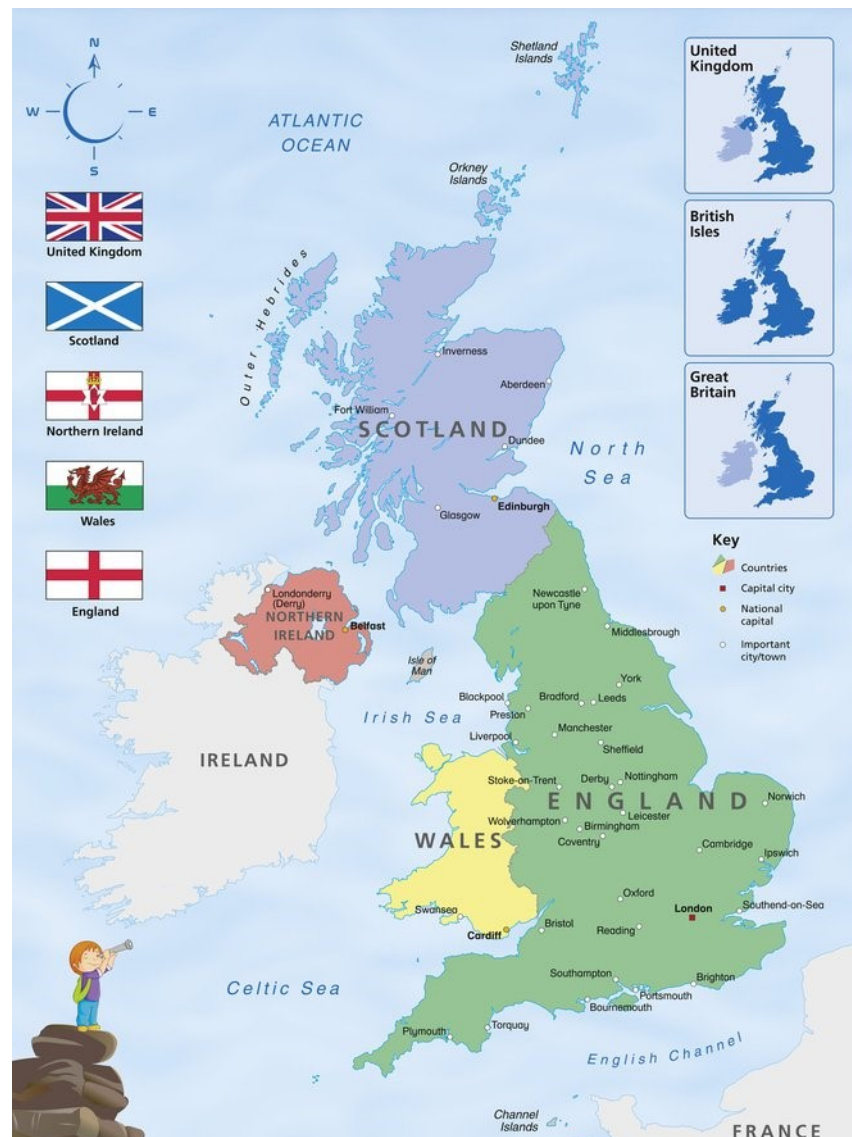 N
W
E
S
United Kingdom
Scotland
Northern Ireland
Wales
England
ATLANTIC
OCEAN
Shetland
Islands
Orkney
Islands
Outer Hebrides
Inverness
Aberdeen
Fort William
SCOTLAND
Dundee
Edinburgh
Glasgow
North
Sea
Londonderry
(Derry)
NORTHERN
IRELAND
Belfast
Isle of
Man
Irish Sea
IRELAND
Newcastle
upon Tyne
Middlesbrough
York
Blackpool
Bradford
Leeds
Preston
Manchester
Liverpool
Sheffield
Stoke-on-Trent
Derby
Nottingham
ENGLAND
Norwich
Leicester
Wolverhampton
Birmingham
Coventry
WALES
Cambridge
Ipswich
Swansea
Cardiff
Oxford
London
Southend-on-Sea
Bristol
Reading
Southampton
Brighton
Portsmouth
Bournemouth
Torquay
Plymouth
Celtic Sea
English Channel
Channel
Islands
FRANCE
United
Kingdom
British
Isles
Great
Britain
Key
Countries
Capital city
National
capital
Important
city/town